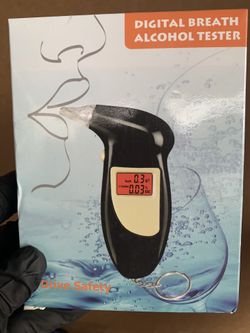 DIGITAL BREATH
ALCOHOL TESTER
0.3
0.03
Drive Safety